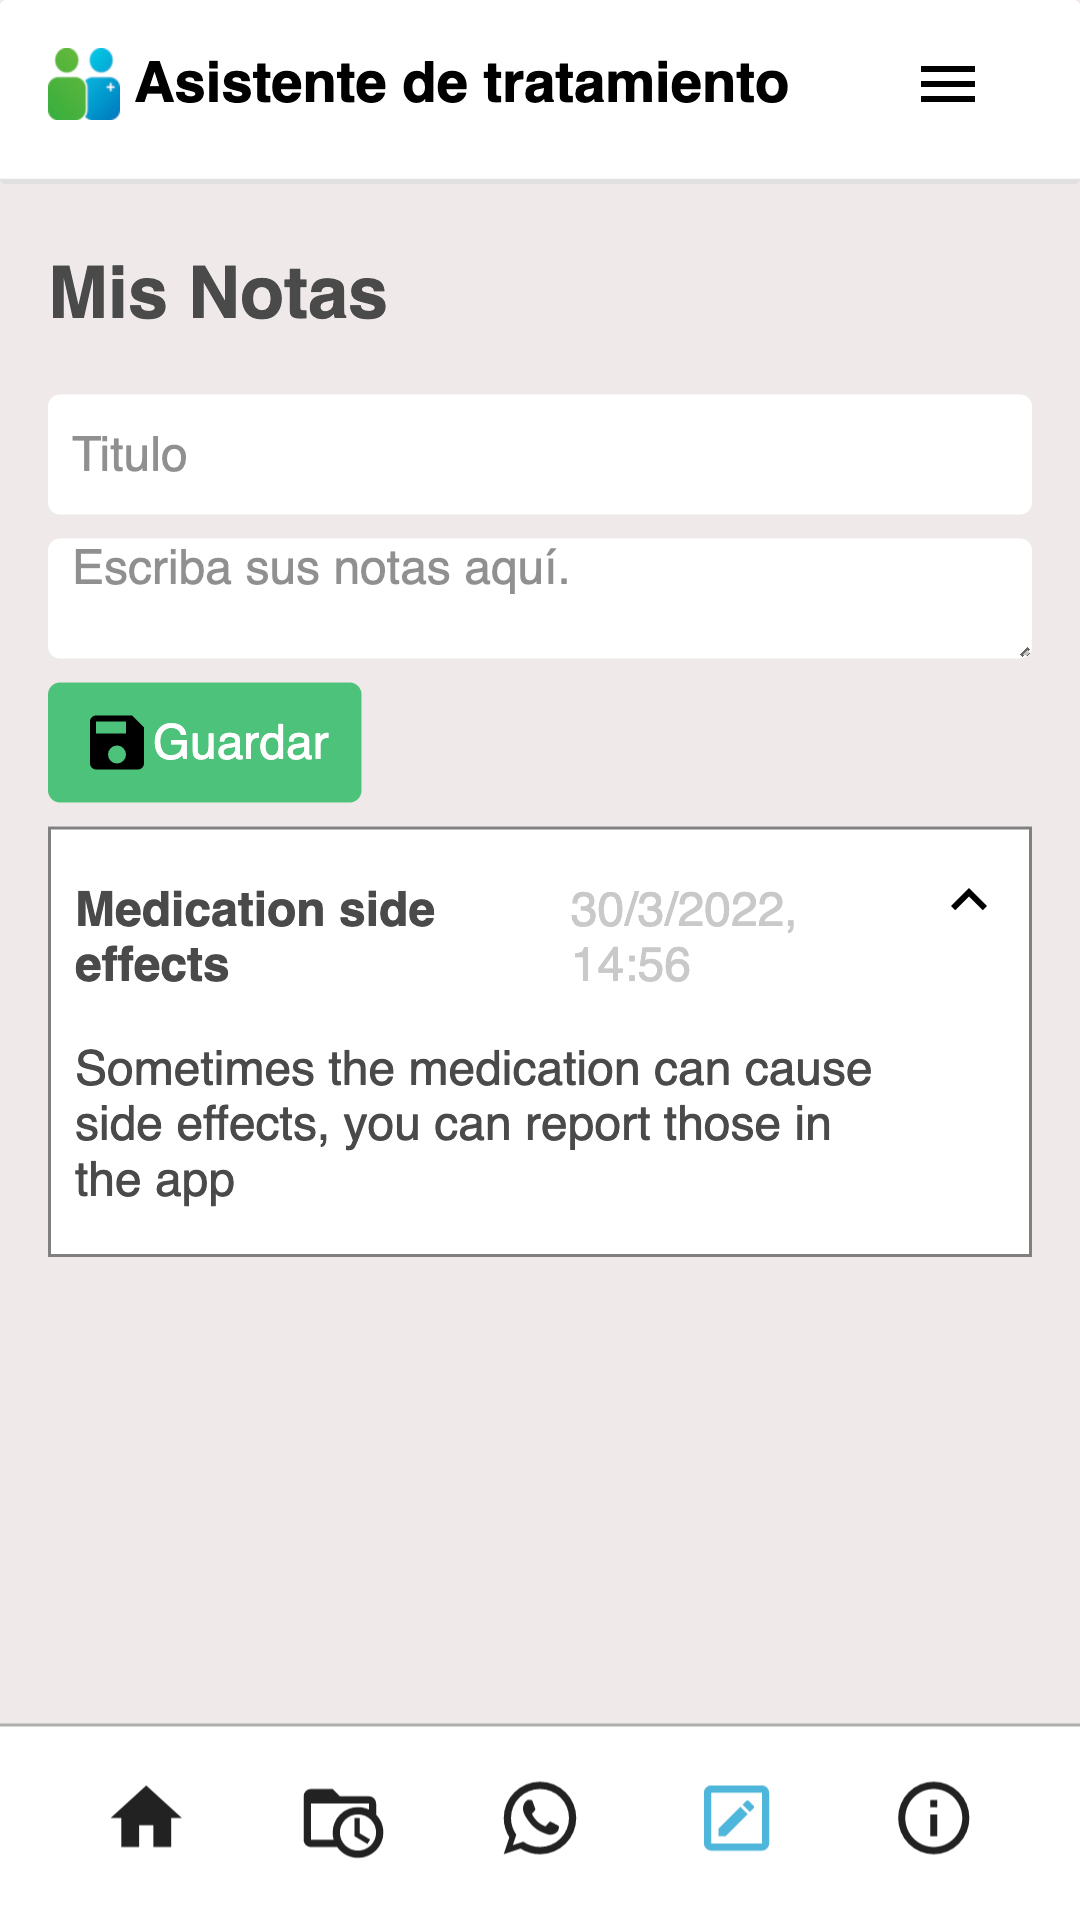 Asistente de tratamiento
Mis Notas
Titulo
Escriba sus notas aquí.
Guardar
Medication side effects
30/3/2022, 14:56
Sometimes the medication can cause
side effects, you can report those in
the app